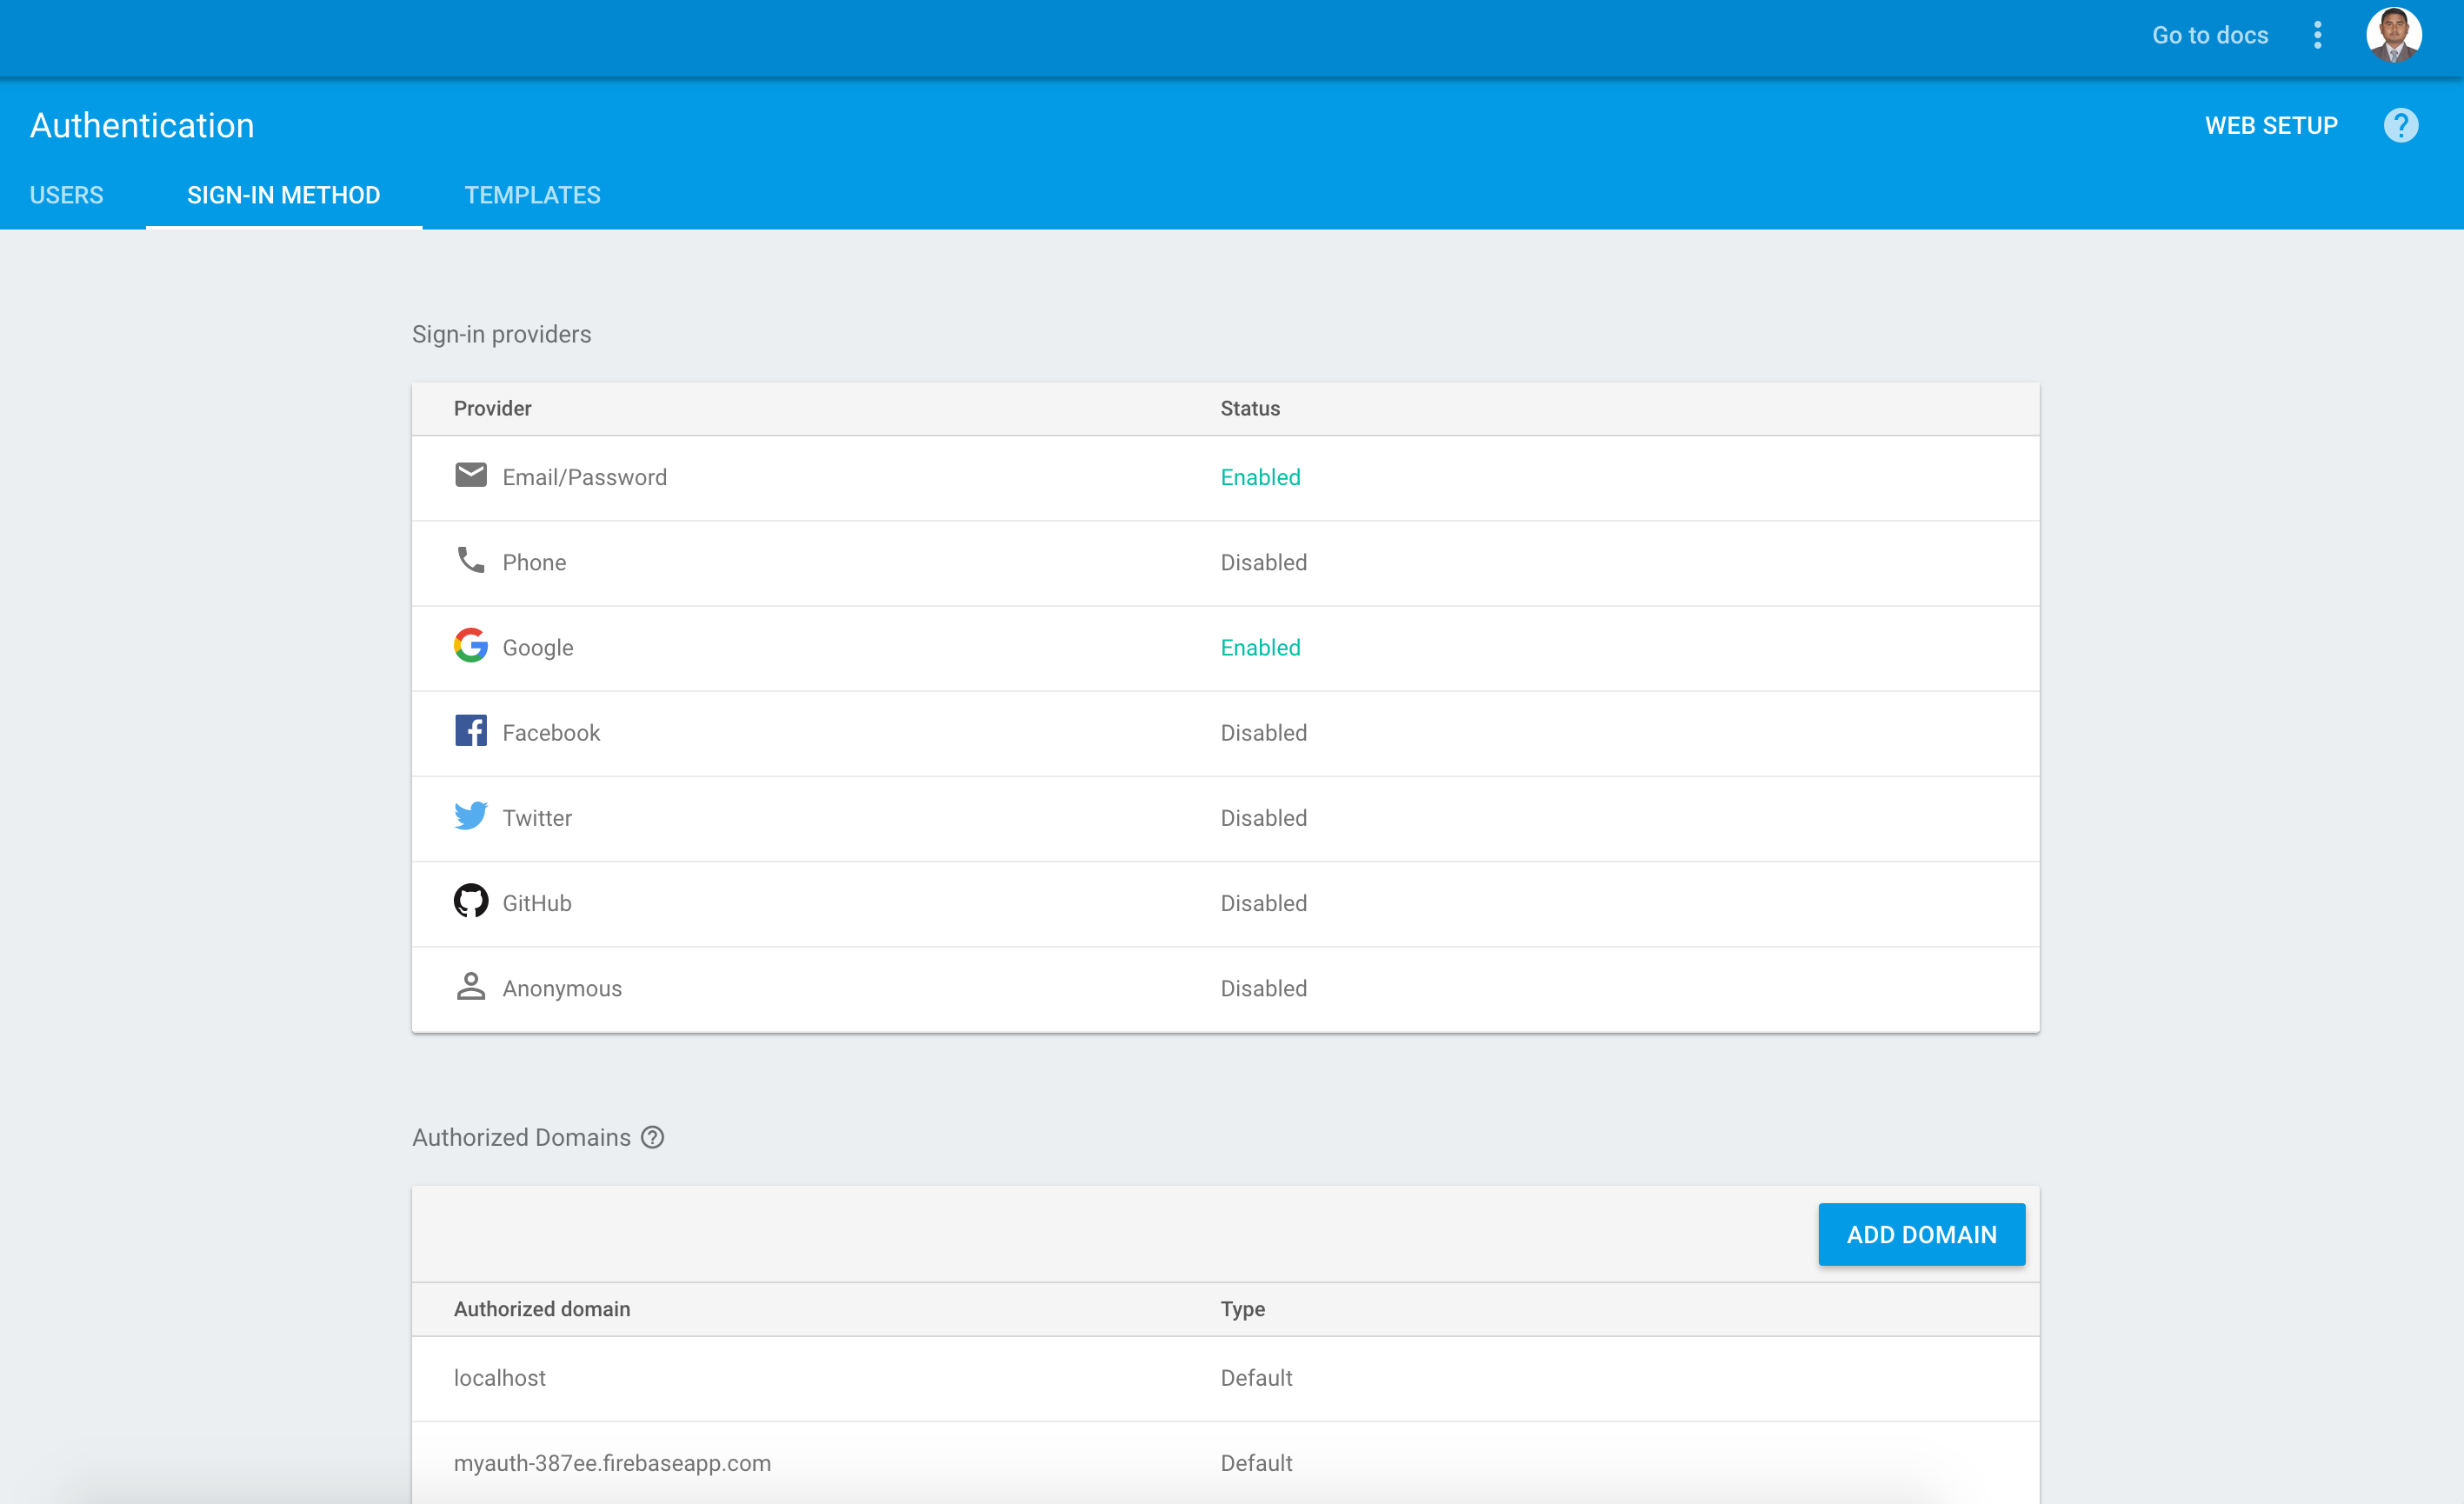 Go to docs
Authentication
WEB SETUP
USERS SIGN-IN METHOD TEMPLATES
Sign-in providers
Provider Status
Email/Password Enabled
Phone Disabled
Google Enabled
Facebook Disabled
Twitter Disabled
GitHub Disabled
Anonymous Disabled
Authorized Domains
ADD DOMAIN
Authorized domain Type
localhost Default
myauth-387ee.firebaseapp.com Default